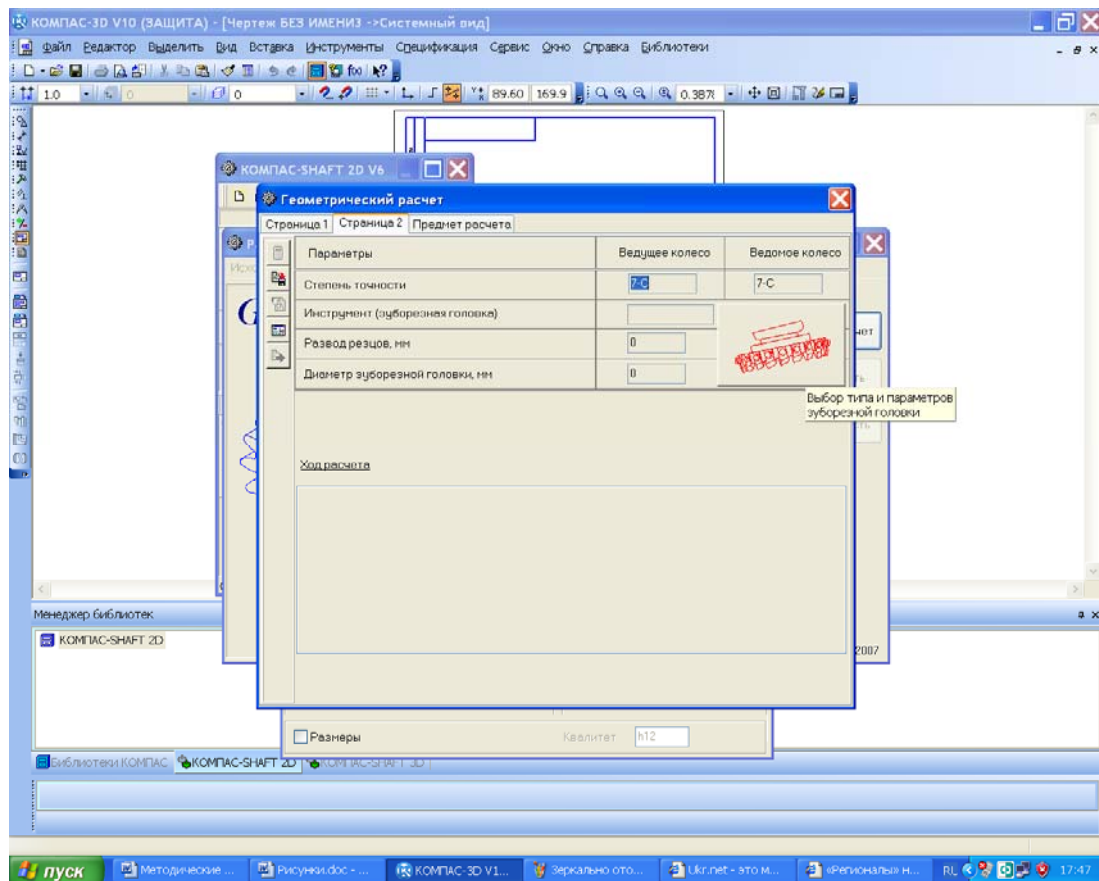 КОМПАС-3D V10 (ЗАЩИТА) - [Чертеж БЕЗ ИМЕНИ3 ->Системный вид]
Файл Редактор Выделить Вид Вставка Инструменты Спецификация Сервис Окно Справка Библиотеки
1.0 0 0 89.60 169.9 0.387
КОМПАС-SHAFT 2D V6
Геометрический расчет
Страница 1 Страница 2 Предмет расчета
Параметры Ведущее колесо Ведомое колесо
Степень точности 7-C 7-C
Инструмент (зуборезная головка)
Развод резцов, мм 0
Диаметр зуборезной головки, мм 0
Выбор типа и параметров
зуборезной головки
Ход расчета
Менеджер библиотек
КОМПАС-SHAFT 2D
2007
Размеры Квалитет h12
Библиотеки КОМПАС КОМПАС-SHAFT 2D КОМПАС-SHAFT 3D
пуск Методические ... Рисунки.doc - ... КОМПАС-3D V1... Зеркально ото... Ukr.net - это м... «Регионалы» н... RU 17:47